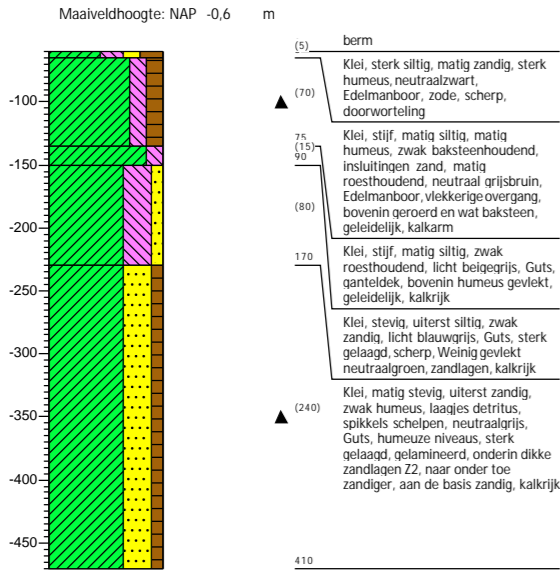 Maaiveldhoogte: NAP -0,6 m
-100
-150
-200
-250
-300
-350
-400
-450
(5)
berm
(70)
Klei, sterk siltig, matig zandig, sterk
humeus, neutraalzwart,
Edelmanboor, zode, scherp,
doorworteling
75
(15)
90
Klei, stijf, matig siltig, matig
humeus, zwak baksteenhoudend,
insluitingen zand, matig
roesthoudend, neutraal grijsbruin,
Edelmanboor, vlekkerige overgang,
bovenin geroerd en wat baksteen,
geleidelijk, kalkarm
(80)
170
Klei, stijf, matig siltig, zwak
roesthoudend, licht beigegrijs, Guts,
ganteldek, bovenin humeus gevlekt,
geleidelijk, kalkrijk
Klei, stevig, uiterst siltig, zwak
zandig, licht blauwgrijs, Guts, sterk
gelaagd, scherp, Weinig gevlekt
neutraalgroen, zandlagen, kalkrijk
(240)
Klei, matig stevig, uiterst zandig,
zwak humeus, laagjes detritus,
spikkels schelpen, neutraalgrijs,
Guts, humeuze niveaus, sterk
gelaagd, gelamineerd, onderin dikke
zandlagen Z2, naar onder toe
zandiger, aan de basis zandig, kalkrijk
410